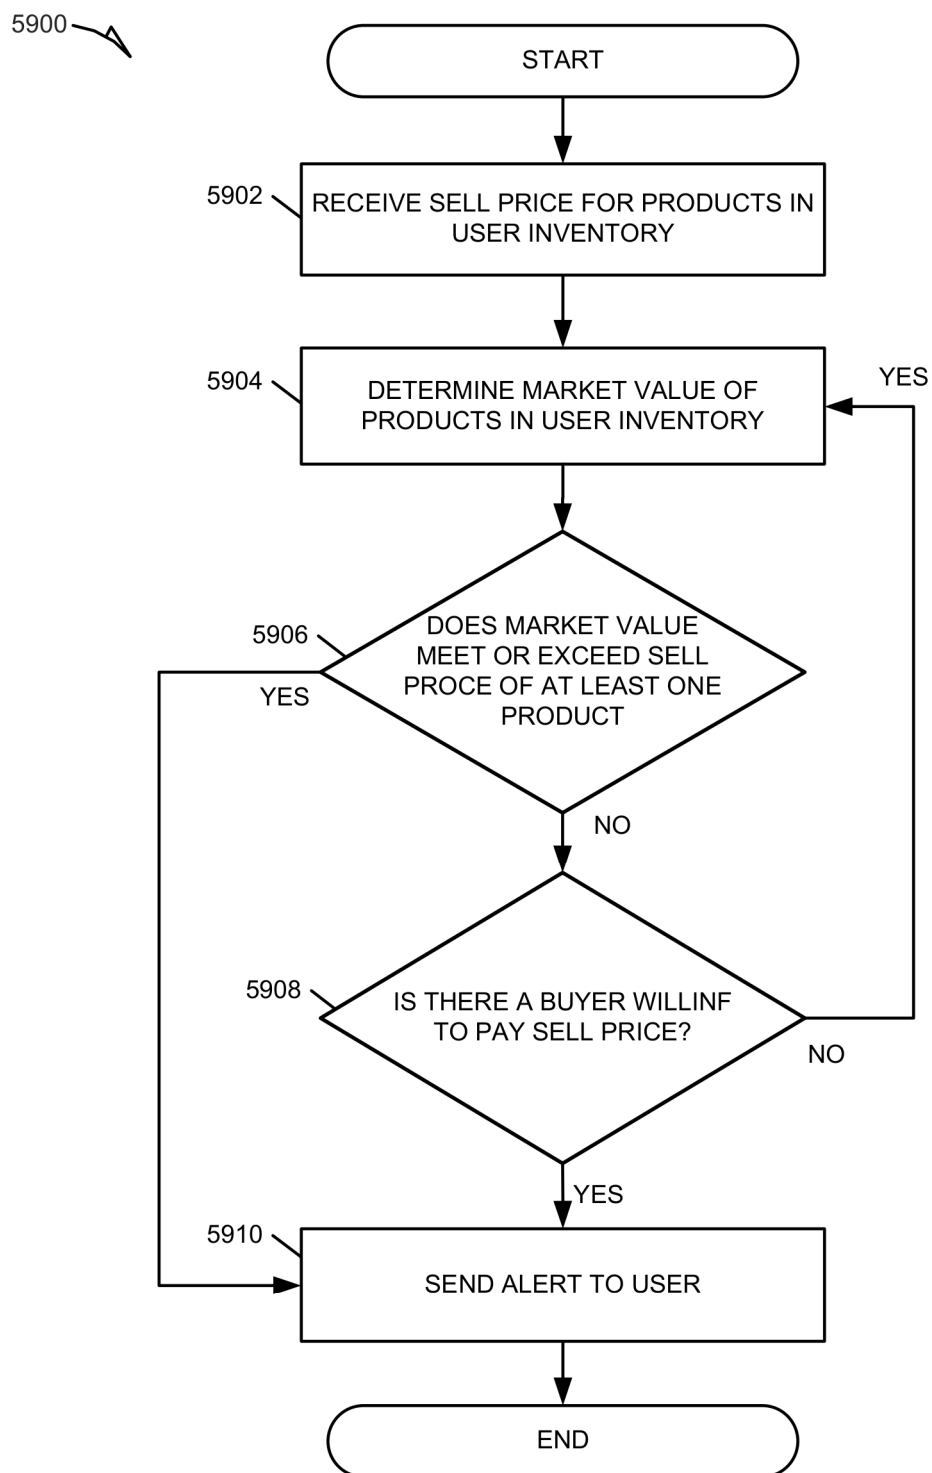 5900
START
5902
RECEIVE SELL PRICE FOR PRODUCTS IN
USER INVENTORY
5904
DETERMINE MARKET VALUE OF
PRODUCTS IN USER INVENTORY
YES
5906
DOES MARKET VALUE
MEET OR EXCEED SELL
PROCE OF AT LEAST ONE
PRODUCT
YES
NO
5908
IS THERE A BUYER WILLINF
TO PAY SELL PRICE?
NO
YES
5910
SEND ALERT TO USER
END